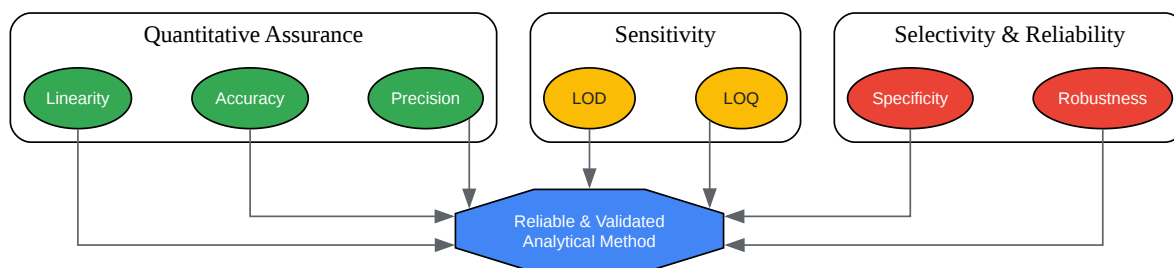 Quantitative Assurance
Sensitivity
Selectivity & Reliability
Linearity
Accuracy
Precision
LOD
LOQ
Specificity
Robustness
Reliable & Validated
Analytical Method